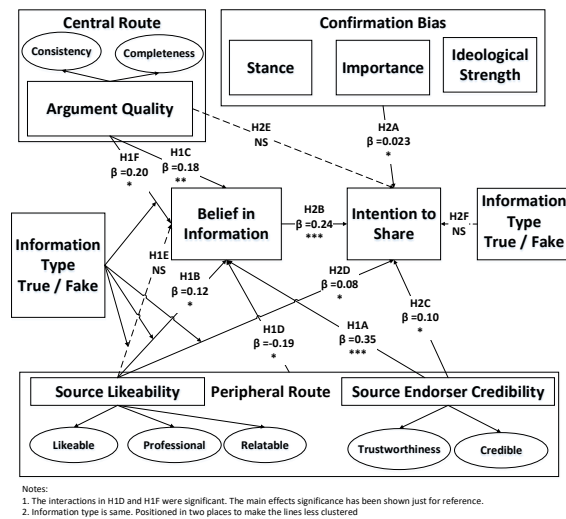 Central Route
Consistency
Completeness
Argument Quality
Confirmation Bias
Stance
Importance
Ideological
Strength
H2E
NS
H2A
β =0.023
*
H1F
β =0.20
*
H1C
β =0.18
**
Information
Type
True / Fake
Belief in
Information
H2B
β =0.24
***
Intention to
Share
H2F
NS
Information
Type
True / Fake
H1E
NS
H1B
β =0.12
*
H2D
β =0.08
*
H2C
β =0.10
*
H1D
β =-0.19
*
H1A
β =0.35
***
Source Likeability
Peripheral Route
Source Endorser Credibility
Likeable
Professional
Relatable
Trustworthiness
Credible
Notes:
1. The interactions in H1D and H1F were significant. The main effects significance has been shown just for reference.
2. Information type is same. Positioned in two places to make the lines less clustered